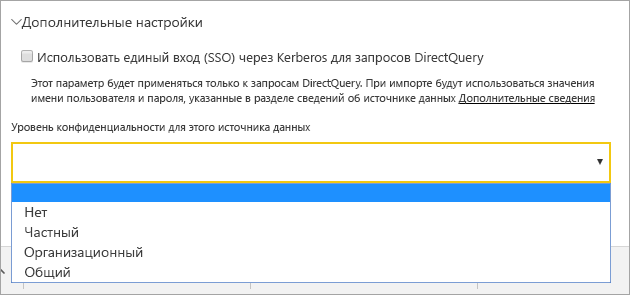 Дополнительные настройки
Использовать единый вход (SSO) через Kerberos для запросов DirectQuery
Этот параметр будет применяться только к запросам DirectQuery. При импорте будут использоваться значения
имени пользователя и пароля, указанные в разделе сведений об источнике данных Дополнительные сведения
Уровень конфиденциальности для этого источника данных
Нет
Частный
Организационный
Общий